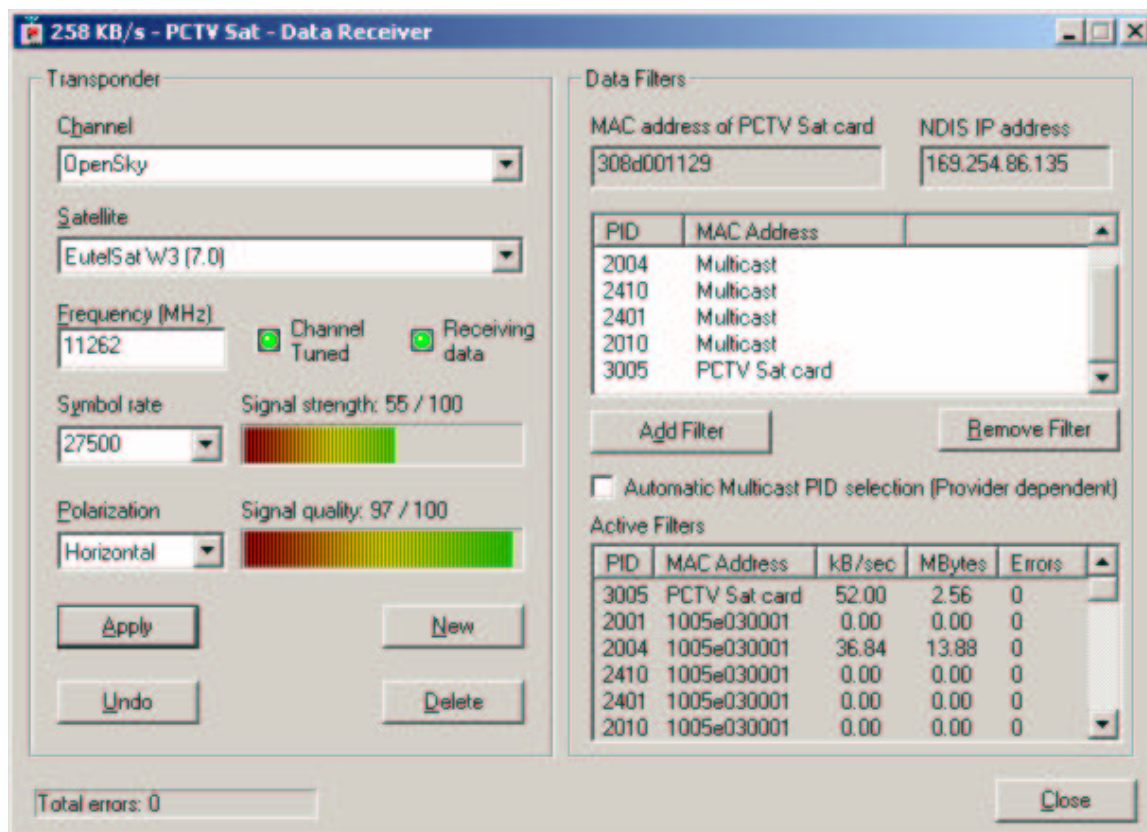 258 KB/s - PCTV Sat - Data Receiver
Transponder
Channel
OpenSky
Satellite
EutelSat W3 (7.0)
Frequency (MHz)
11262
Channel Tuned
Receiving data
Symbol rate
27500
Signal strength: 55 / 100
Polarization
Horizontal
Signal quality: 97 / 100
Apply
New
Undo
Delete
Total errors: 0
Data Filters
MAC address of PCTV Sat card
308d001129
NDIS IP address
169.254.86.135
PID MAC Address
2004 Multicast
2410 Multicast
2401 Multicast
2010 Multicast
3005 PCTV Sat card
Add Filter
Remove Filter
Automatic Multicast PID selection (Provider dependent)
Active Filters
PID MAC Address kB/sec MBytes Errors
3005 PCTV Sat card 52.00 2.56 0
2001 1005e030001 0.00 0.00 0
2004 1005e030001 36.84 13.88 0
2410 1005e030001 0.00 0.00 0
2401 1005e030001 0.00 0.00 0
2010 1005e030001 0.00 0.00 0
Close